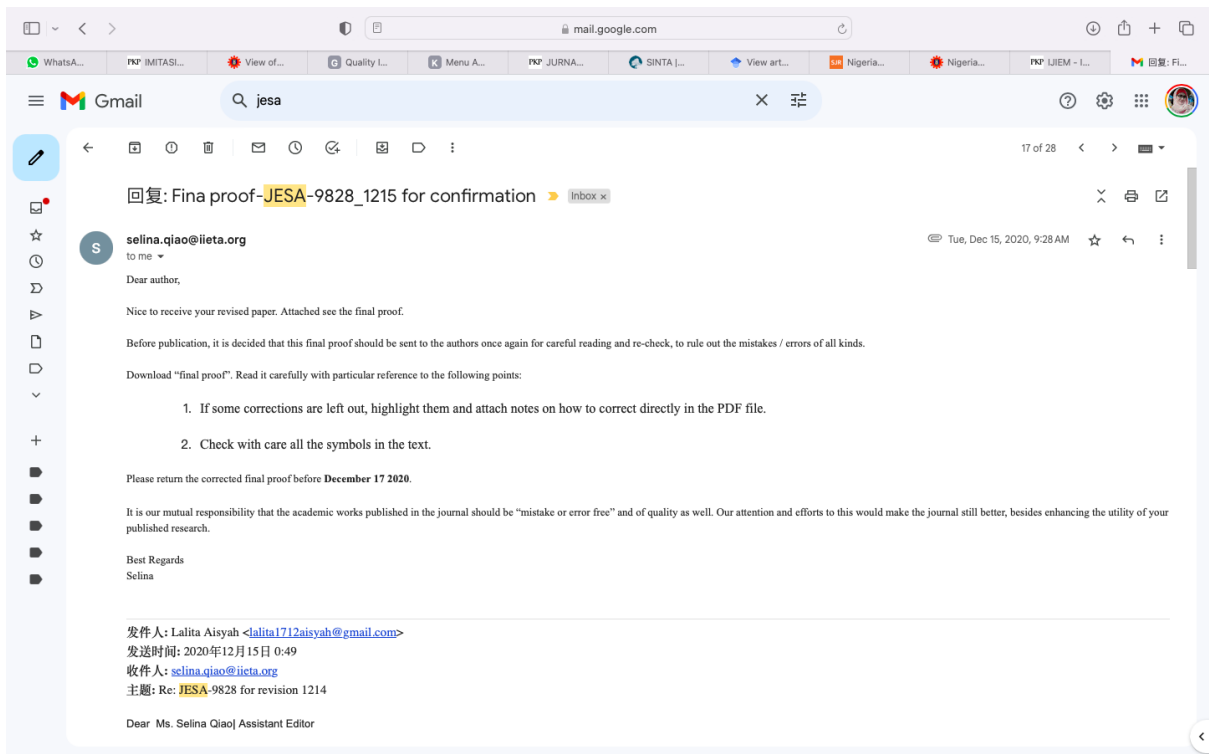 mail.google.com
WhatsA...
PKP IMITASI...
View of...
G Quality I...
K Menu A...
PKP JURNA...
SINTA |...
View art...
SJR Nigeria...
Nigeria...
PKP IJIEM - I...
回复: Fi...
Gmail
jesa
17 of 28
回复: Fina proof-JESA-9828_1215 for confirmation
Inbox x
S
selina.qiao@iieta.org
Tue, Dec 15, 2020, 9:28 AM
to me
Dear author,
Nice to receive your revised paper. Attached see the final proof.
Before publication, it is decided that this final proof should be sent to the authors once again for careful reading and re-check, to rule out the mistakes / errors of all kinds.
Download “final proof”. Read it carefully with particular reference to the following points:
1. If some corrections are left out, highlight them and attach notes on how to correct directly in the PDF file.
2. Check with care all the symbols in the text.
Please return the corrected final proof before December 17 2020.
It is our mutual responsibility that the academic works published in the journal should be “mistake or error free” and of quality as well. Our attention and efforts to this would make the journal still better, besides enhancing the utility of your
published research.
Best Regards
Selina
发件人: Lalita Aisyah <lalita1712aisyah@gmail.com>
发送时间: 2020年12月15日 0:49
收件人: selina.qiao@iieta.org
主题: Re: JESA-9828 for revision 1214
Dear Ms. Selina Qiao| Assistant Editor